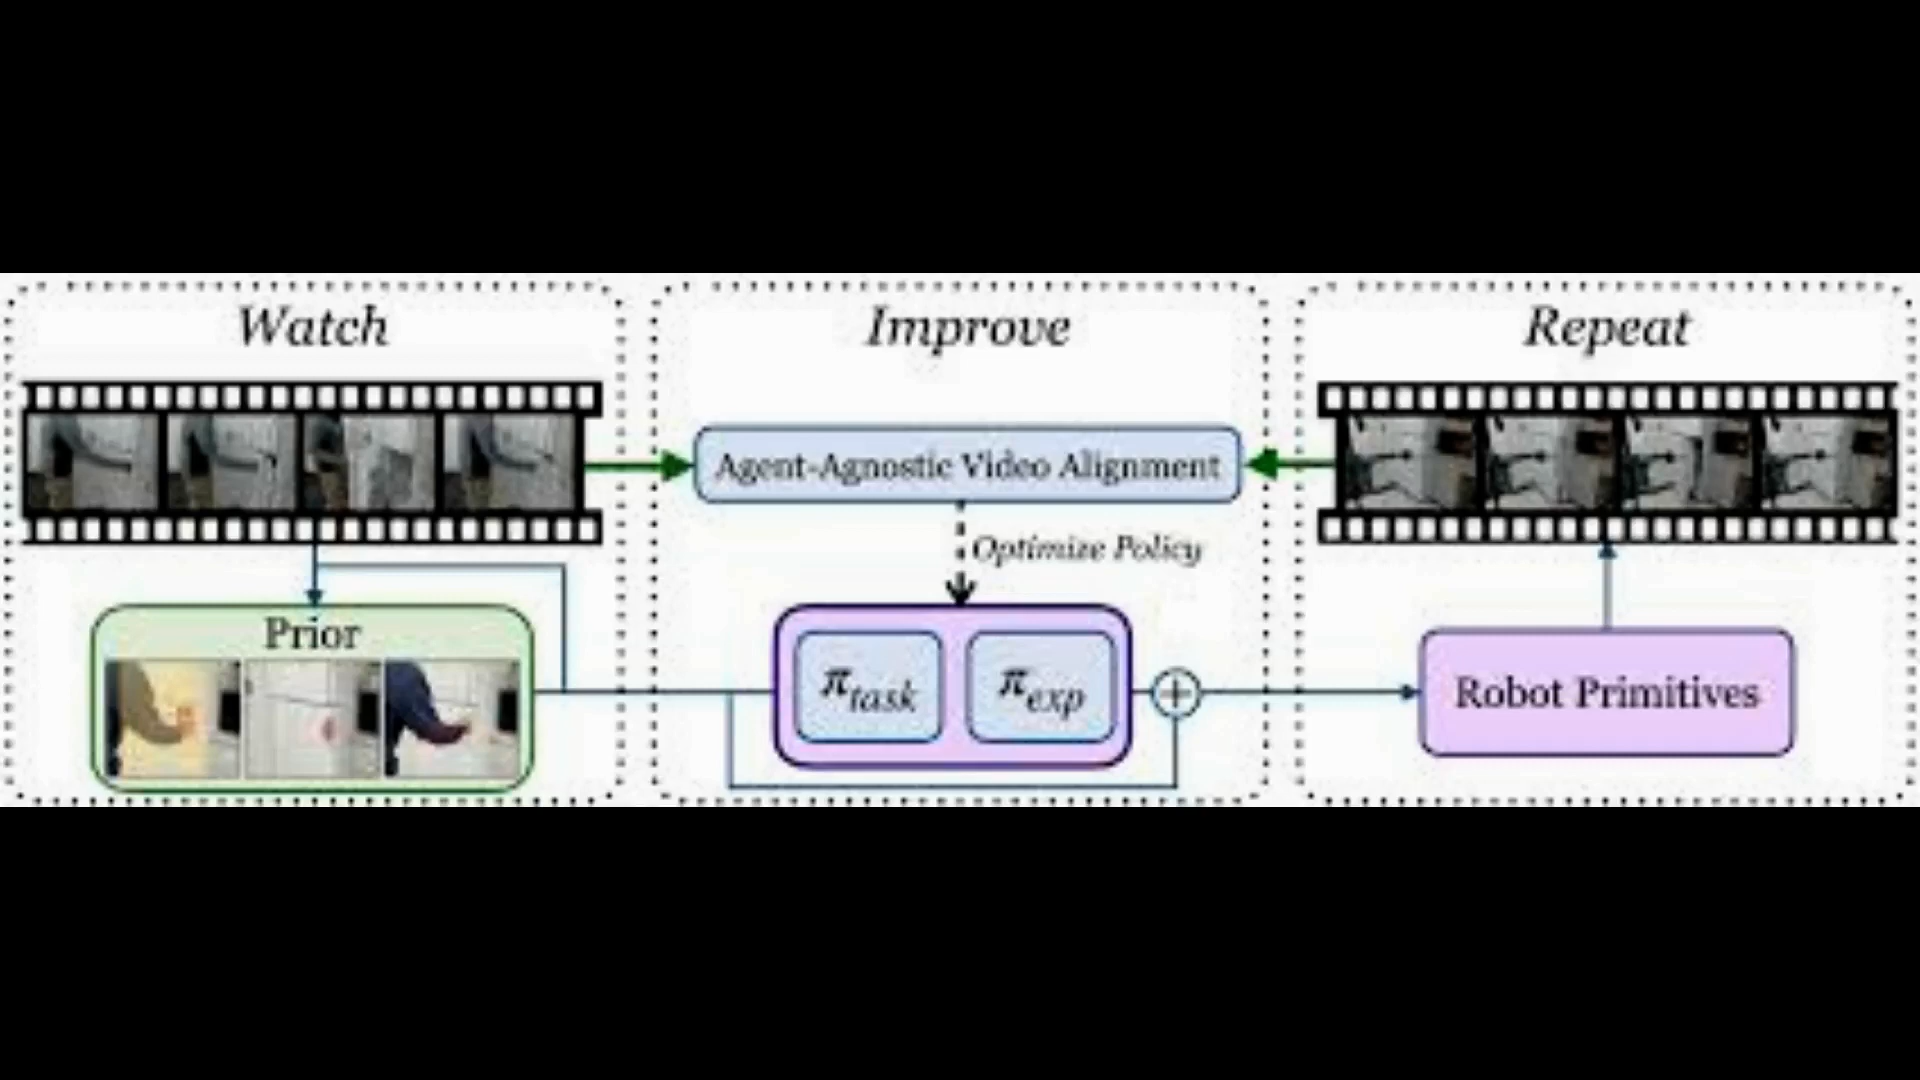 Watch
Improve
Repeat
Agent-Agnostic Video Alignment
Optimize Policy
Prior
π_task
π_exp
+
Robot Primitives